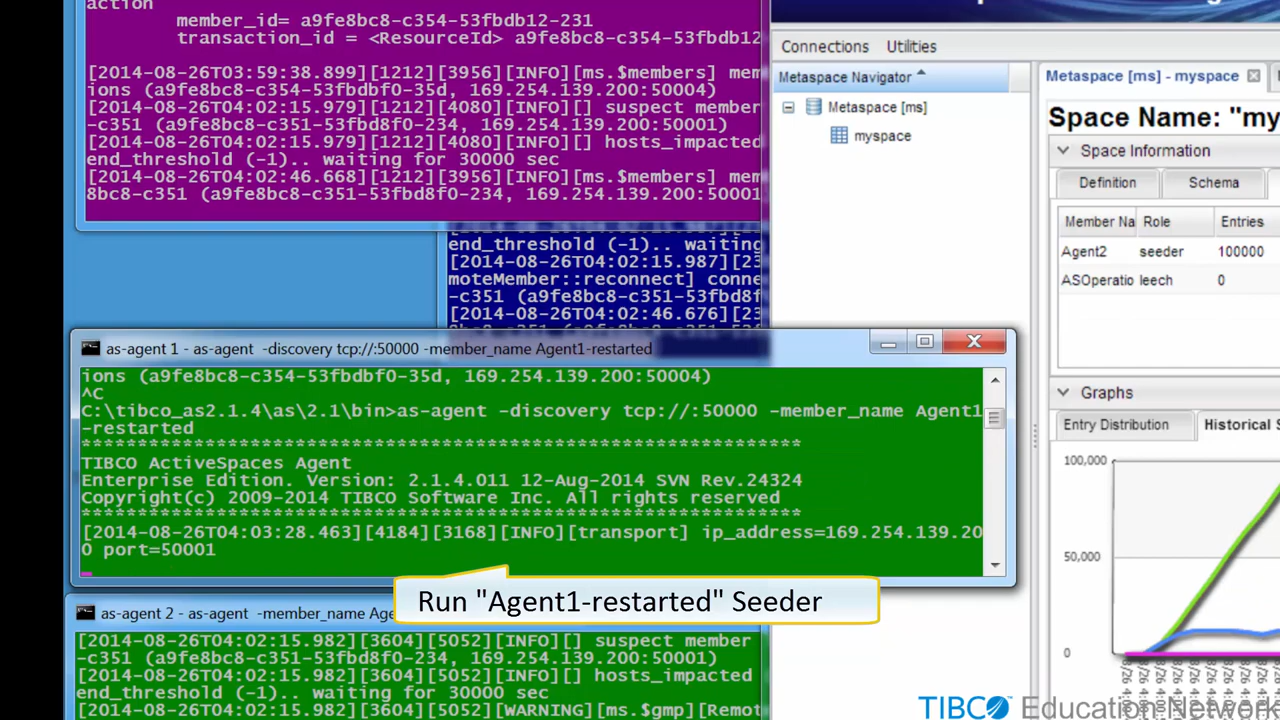 action
member_id= a9fe8bc8-c354-53fbdb12-231
transaction_id = <ResourceId> a9fe8bc8-c354-53fbdb12
[2014-08-26T03:59:38.899][1212][3956][INFO][ms.$members] mem
ions (a9fe8bc8-c354-53fbdbf0-35d, 169.254.139.200:50004)
[2014-08-26T04:02:15.979][1212][4080][INFO][] suspect member
-c351 (a9fe8bc8-c351-53fbd8f0-234, 169.254.139.200:50001)
[2014-08-26T04:02:15.979][1212][4080][INFO][] hosts_impacted
end_threshold (-1).. waiting for 30000 sec
[2014-08-26T04:02:46.668][1212][3956][INFO][ms.$members] mem
8bc8-c351 (a9fe8bc8-c351-53fbd8f0-234, 169.254.139.200:50001
end_threshold (-1).. waiting
[2014-08-26T04:02:15.987][23
moteMember::reconnect] conne
-c351 (a9fe8bc8-c351-53fbd8f
[2014-08-26T04:02:46.676][23
as-agent 1 - as-agent -discovery tcp://:50000 -member_name Agent1-restarted
ions (a9fe8bc8-c354-53fbdbf0-35d, 169.254.139.200:50004)
^C
C:\tibco_as2.1.4\as\2.1\bin>as-agent -discovery tcp://:50000 -member_name Agent1
-restarted
******************************************************************
TIBCO ActiveSpaces Agent
Enterprise Edition. Version: 2.1.4.011 12-Aug-2014 SVN Rev.24324
Copyright(c) 2009-2014 TIBCO Software Inc. All rights reserved
******************************************************************
[2014-08-26T04:03:28.463][4184][3168][INFO][transport] ip_address=169.254.139.20
0 port=50001
Run "Agent1-restarted" Seeder
as-agent 2 - as-agent -member_name Age
[2014-08-26T04:02:15.982][3604][5052][INFO][] suspect member
-c351 (a9fe8bc8-c351-53fbd8f0-234, 169.254.139.200:50001)
[2014-08-26T04:02:15.982][3604][5052][INFO][] hosts_impacted
end_threshold (-1).. waiting for 30000 sec
[2014-08-26T04:02:15.982][3604][5052][WARNING][ms.$gmp][Remot
Connections Utilities
Metaspace Navigator
Metaspace [ms]
myspace
Metaspace [ms] - myspace
Space Name: "my
Space Information
Definition Schema
Member Na Role Entries
Agent2 seeder 100000
ASOperatio leech 0
Graphs
Entry Distribution Historical S
100,000
50,000
0
TIBCO Education Network